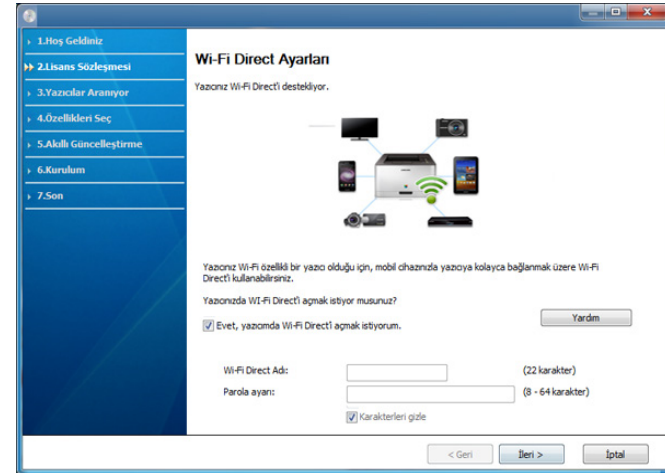 1.Hoş Geldiniz
2.Lisans Sözleşmesi
3.Yazıcılar Aranıyor
4.Özellikleri Seç
5.Akıllı Güncelleştirme
6.Kurulum
7.Son
Wi-Fi Direct Ayarları
Yazıcınız Wi-Fi Direct'i destekliyor.
Yazıcınız Wi-Fi özellikli bir yazıcı olduğu için, mobil cihazınızla yazıcıya kolayca bağlanmak üzere Wi-Fi
Direct'i kullanabilirsiniz.
Yazıcınızda WI-Fi Direct'i açmak istiyor musunuz?
Yardım
Evet, yazıcımda Wi-Fi Direct'i açmak istiyorum.
Wi-Fi Direct Adı: (22 karakter)
Parola ayarı: (8 - 64 karakter)
Karakterleri gizle
< Geri İleri > İptal